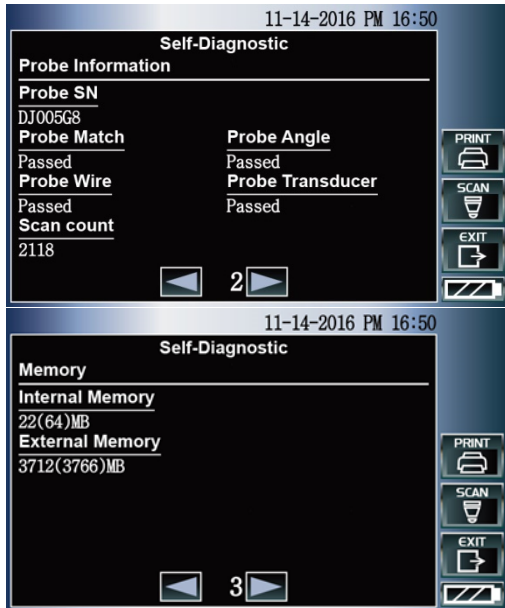 11-14-2016 PM 16:50
Self-Diagnostic
Probe Information
Probe SN
DJ005G8
Probe Match Probe Angle
Passed Passed
Probe Wire Probe Transducer
Passed Passed
Scan count
2118
PRINT
SCAN
EXIT
2
11-14-2016 PM 16:50
Self-Diagnostic
Memory
Internal Memory
22(64)MB
External Memory
3712(3766)MB
PRINT
SCAN
EXIT
3